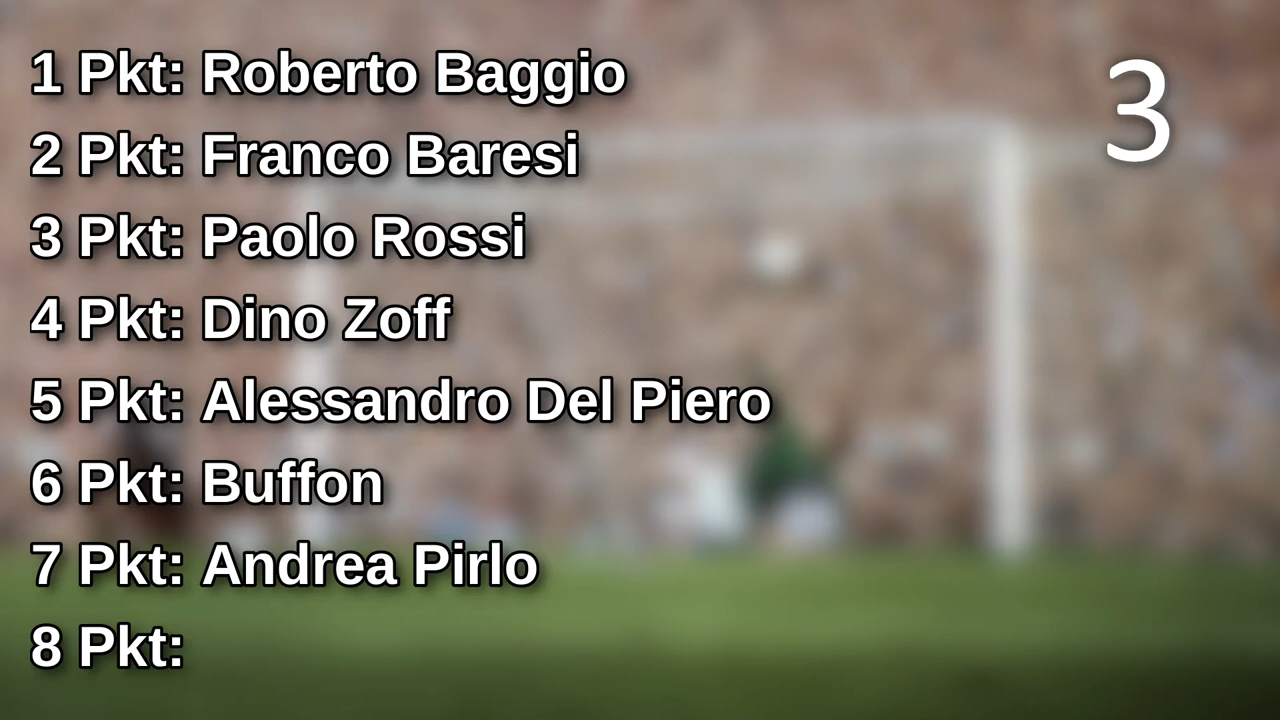 1 Pkt: Roberto Baggio
3
2 Pkt: Franco Baresi
3 Pkt: Paolo Rossi
4 Pkt: Dino Zoff
5 Pkt: Alessandro Del Piero
6 Pkt: Buffon
7 Pkt: Andrea Pirlo
8 Pkt: